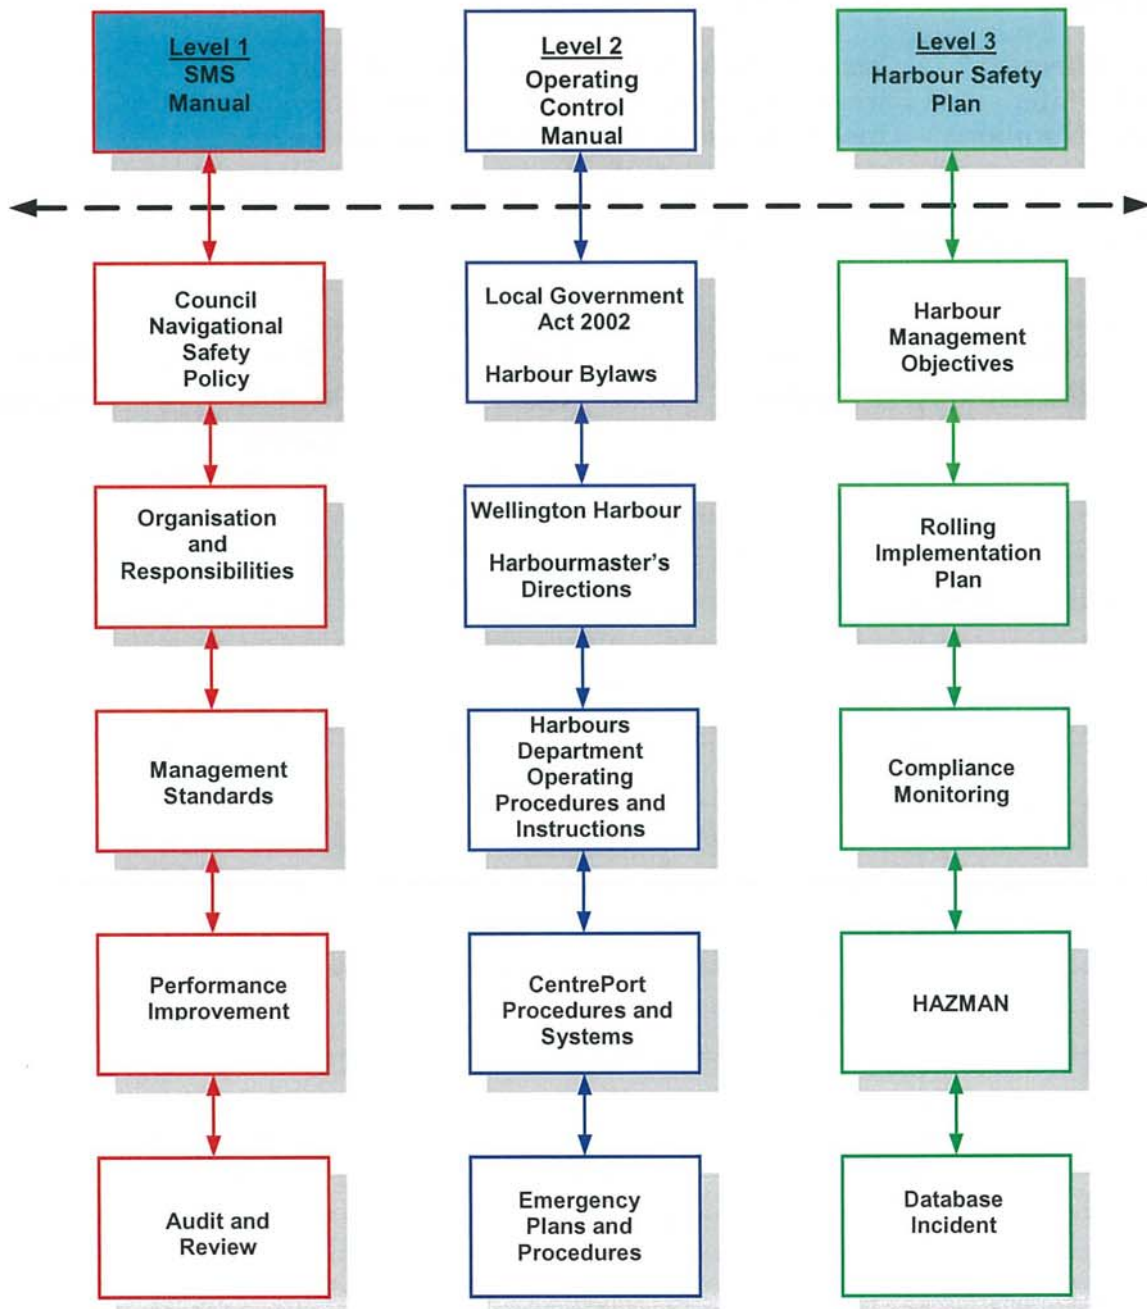 Level 1
SMS
Manual
Level 2
Operating
Control
Manual
Level 3
Harbour Safety
Plan
Council
Navigational
Safety
Policy
Local Government
Act 2002
Harbour Bylaws
Harbour
Management
Objectives
Organisation
and
Responsibilities
Wellington Harbour
Harbourmaster's
Directions
Rolling
Implementation
Plan
Management
Standards
Harbours
Department
Operating
Procedures and
Instructions
Compliance
Monitoring
Performance
Improvement
CentrePort
Procedures and
Systems
HAZMAN
Audit and
Review
Emergency
Plans and
Procedures
Database
Incident